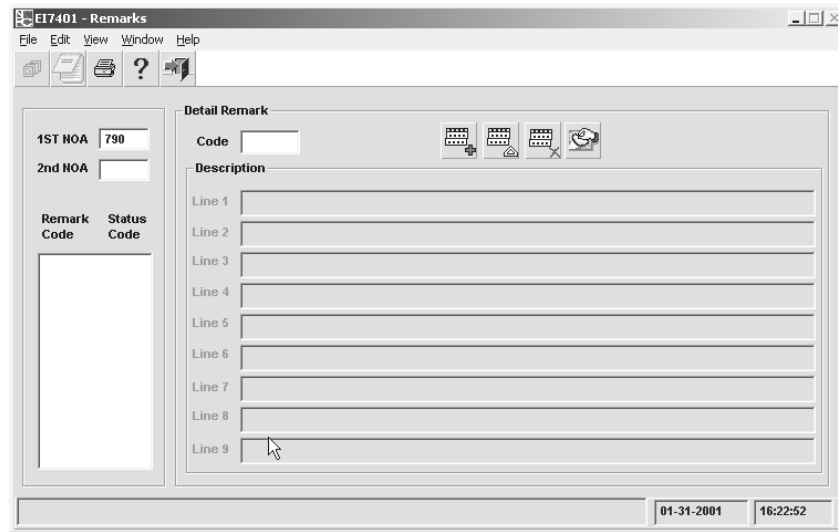 EI7401 - Remarks
File Edit View Window Help
?
Detail Remark
1ST NOA 790
Code
2nd NOA
Description
Line 1
Remark Code
Status Code
Line 2
Line 3
Line 4
Line 5
Line 6
Line 7
Line 8
Line 9
01-31-2001 16:22:52